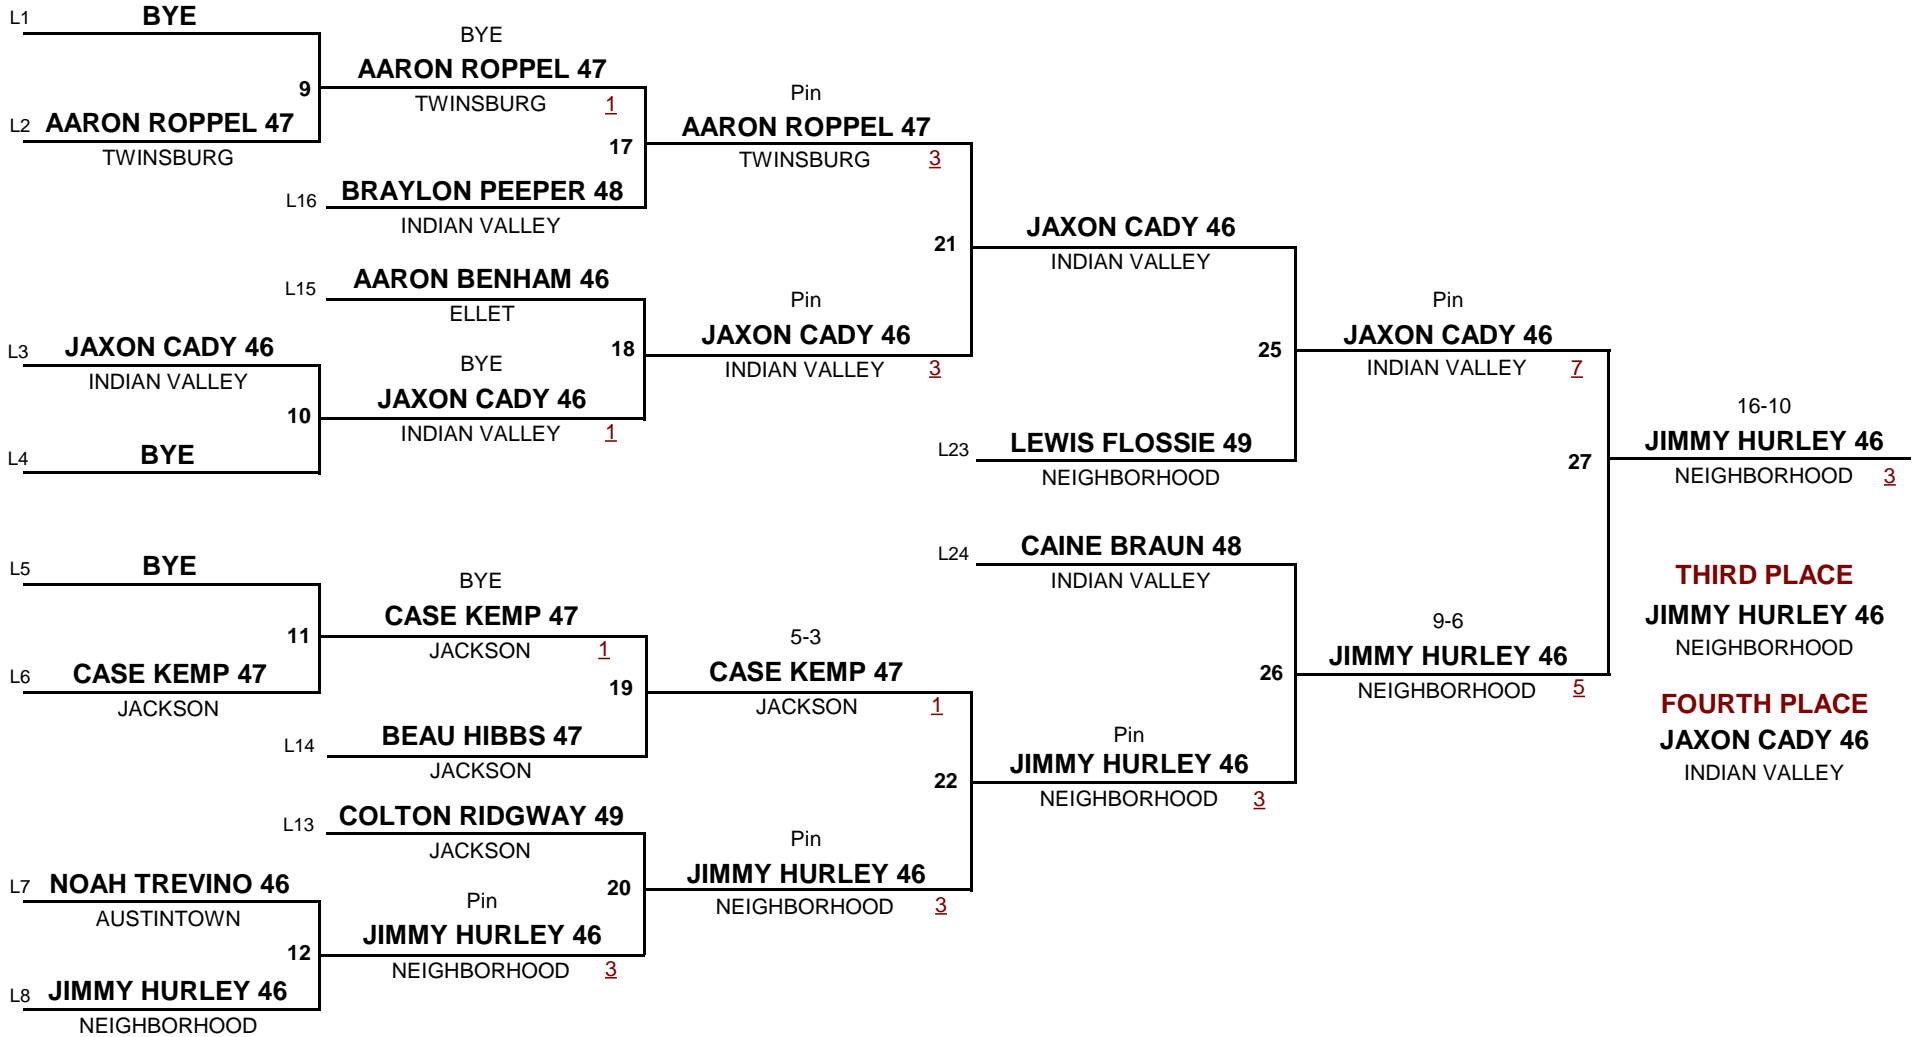 L1 BYE
BYE
AARON ROPPEL 47
9
TWINSBURG 1
L2 AARON ROPPEL 47
TWINSBURG
17
Pin
AARON ROPPEL 47
TWINSBURG 3
L16 BRAYLON PEEPER 48
INDIAN VALLEY
21
JAXON CADY 46
INDIAN VALLEY
L15 AARON BENHAM 46
ELLET
18
Pin
JAXON CADY 46
INDIAN VALLEY 3
L3 JAXON CADY 46
INDIAN VALLEY
BYE
10
JAXON CADY 46
INDIAN VALLEY 1
L4 BYE
25
Pin
JAXON CADY 46
INDIAN VALLEY 7
L23 LEWIS FLOSSIE 49
NEIGHBORHOOD
27
16-10
JIMMY HURLEY 46
NEIGHBORHOOD 3
L5 BYE
BYE
CASE KEMP 47
11
JACKSON 1
L6 CASE KEMP 47
JACKSON
19
5-3
CASE KEMP 47
JACKSON 1
L14 BEAU HIBBS 47
JACKSON
L24 CAINE BRAUN 48
INDIAN VALLEY
26
9-6
JIMMY HURLEY 46
NEIGHBORHOOD 5
THIRD PLACE
JIMMY HURLEY 46
NEIGHBORHOOD
FOURTH PLACE
JAXON CADY 46
INDIAN VALLEY
22
Pin
JIMMY HURLEY 46
NEIGHBORHOOD 3
L13 COLTON RIDGWAY 49
JACKSON
20
Pin
JIMMY HURLEY 46
NEIGHBORHOOD 3
L7 NOAH TREVINO 46
AUSTINTOWN
Pin
12
JIMMY HURLEY 46
NEIGHBORHOOD 3
L8 JIMMY HURLEY 46
NEIGHBORHOOD